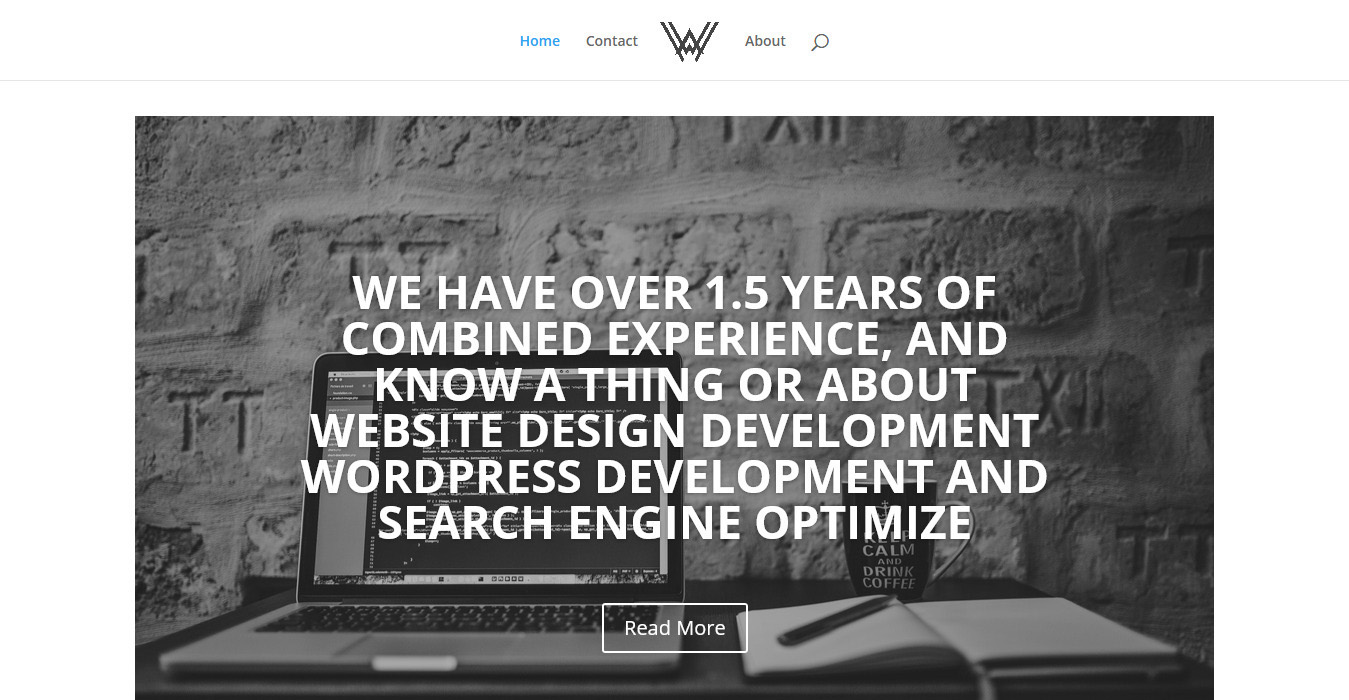 Home Contact About
WE HAVE OVER 1.5 YEARS OF
COMBINED EXPERIENCE, AND
KNOW A THING OR ABOUT
WEBSITE DESIGN DEVELOPMENT
WORDPRESS DEVELOPMENT AND
SEARCH ENGINE OPTIMIZE
KEEP
CALM
AND
DRINK
COFFEE
Read More